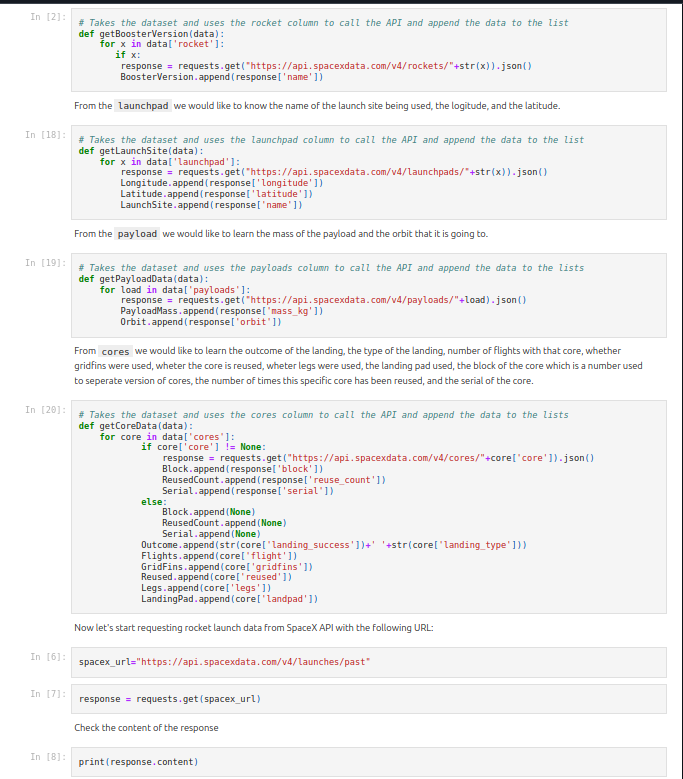 In [2]:
# Takes the dataset and uses the rocket column to call the API and append the data to the list
def getBoosterVersion(data):
    for x in data['rocket']:
       if x:
        response = requests.get("https://api.spacexdata.com/v4/rockets/"+str(x)).json()
        BoosterVersion.append(response['name'])
From the launchpad we would like to know the name of the launch site being used, the logitude, and the latitude.
In [18]:
# Takes the dataset and uses the launchpad column to call the API and append the data to the list
def getLaunchSite(data):
    for x in data['launchpad']:
        response = requests.get("https://api.spacexdata.com/v4/launchpads/"+str(x)).json()
        Longitude.append(response['longitude'])
        Latitude.append(response['latitude'])
        LaunchSite.append(response['name'])
From the payload we would like to learn the mass of the payload and the orbit that it is going to.
In [19]:
# Takes the dataset and uses the payloads column to call the API and append the data to the lists
def getPayloadData(data):
    for load in data['payloads']:
        response = requests.get("https://api.spacexdata.com/v4/payloads/"+load).json()
        PayloadMass.append(response['mass_kg'])
        Orbit.append(response['orbit'])
From cores we would like to learn the outcome of the landing, the type of the landing, number of flights with that core, whether
gridfins were used, wheter the core is reused, wheter legs were used, the landing pad used, the block of the core which is a number used
to seperate version of cores, the number of times this specific core has been reused, and the serial of the core.
In [20]:
# Takes the dataset and uses the cores column to call the API and append the data to the lists
def getCoreData(data):
    for core in data['cores']:
            if core['core'] != None:
                response = requests.get("https://api.spacexdata.com/v4/cores/"+core['core']).json()
                Block.append(response['block'])
                ReusedCount.append(response['reuse_count'])
                Serial.append(response['serial'])
            else:
                Block.append(None)
                ReusedCount.append(None)
                Serial.append(None)
            Outcome.append(str(core['landing_success'])+' '+str(core['landing_type']))
            Flights.append(core['flight'])
            GridFins.append(core['gridfins'])
            Reused.append(core['reused'])
            Legs.append(core['legs'])
            LandingPad.append(core['landpad'])
Now let's start requesting rocket launch data from SpaceX API with the following URL:
In [6]:
spacex_url="https://api.spacexdata.com/v4/launches/past"
In [7]:
response = requests.get(spacex_url)
Check the content of the response
In [8]:
print(response.content)